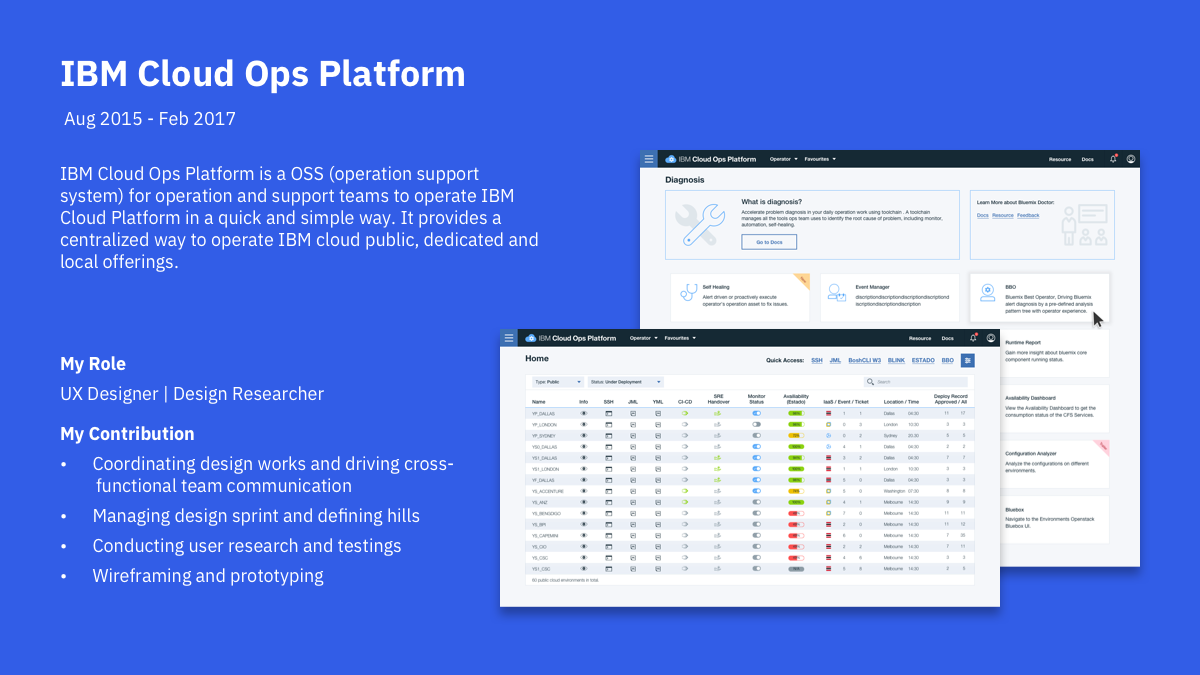 IBM Cloud Ops Platform
Aug 2015 - Feb 2017
IBM Cloud Ops Platform is a OSS (operation support
system) for operation and support teams to operate IBM
Cloud Platform in a quick and simple way. It provides a
centralized way to operate IBM cloud public, dedicated and
local offerings.
My Role
UX Designer | Design Researcher
My Contribution
• Coordinating design works and driving cross-
functional team communication
• Managing design sprint and defining hills
• Conducting user research and testings
• Wireframing and prototyping
IBM Cloud Ops Platform Operator Favourites Resource Docs
Diagnosis
What is diagnosis?
Accelerate problem diagnosis in your daily operation work using toolchain . A toolchain
manages all the tools ops team uses to identify the root cause of problem, including monitor,
automation, self-healing.
Go to Docs
Learn More about Bluemix Doctor:
Docs Resource Feedback
Self Healing
Alert driven or proactively execute
operator's operation asset to fix issues.
Event Manager
discriptiondiscriptiondiscriptiondiscriptiond
iscriptiondiscription
BBO
Bluemix Best Operator, Driving Bluemix
alert diagnosis by a pre-defined analysis
pattern tree with operator experience.
Runtime Report
Gain more insight about bluemix core
component running status.
Availability Dashboard
View the Availability Dashboard to get the
consumption status of the CFS Services.
Configuration Analyzer
Analyze the configurations on different
environments.
Bluebox
Navigate to the Environments Openstack
Bluebox UI.
IBM Cloud Ops Platform Operator Favourites Resource Docs
Home
Quick Access: SSH JML BoshCLI W3 BLINK ESTADO BBO
Type: Public Status: Under Deployment Search
Name Info SSH JML YML CI-CD SRE Handover Monitor Status Availability (Estado) IaaS / Event / Ticket Location / Time Deploy Record Approved / All
YP_DALLAS 1 1 Dallas 04:30 11 12
YP_LONDON 0 3 London 10:30 3 3
YP_SYDNEY 0 2 Sydney 20:30 5 5
YS0_DALLAS 4 1 Dallas 04:30 2 2
YS1_DALLAS 3 2 Dallas 04:30 7 7
YS1_LONDON 1 1 London 10:30 3 3
YF_DALLAS 5 0 Dallas 04:30 3 3
YS_ACCENTURE 5 0 Washington 07:30 8 8
YS_ANZ 4 1 Melbourne 14:30 9 9
YS_BENGDIGO 7 0 Melbourne 14:30 11 11
YS_BPI 2 0 Melbourne 14:30 11 12
YS_CAPEMINI 6 0 Melbourne 14:30 7 20
YS_CIO 2 2 Melbourne 14:30 7 11
YS_CSC 4 6 Melbourne 14:30 3 3
YS1_CSC 5 6 Melbourne 14:30 2 5
60 public cloud environments in total.